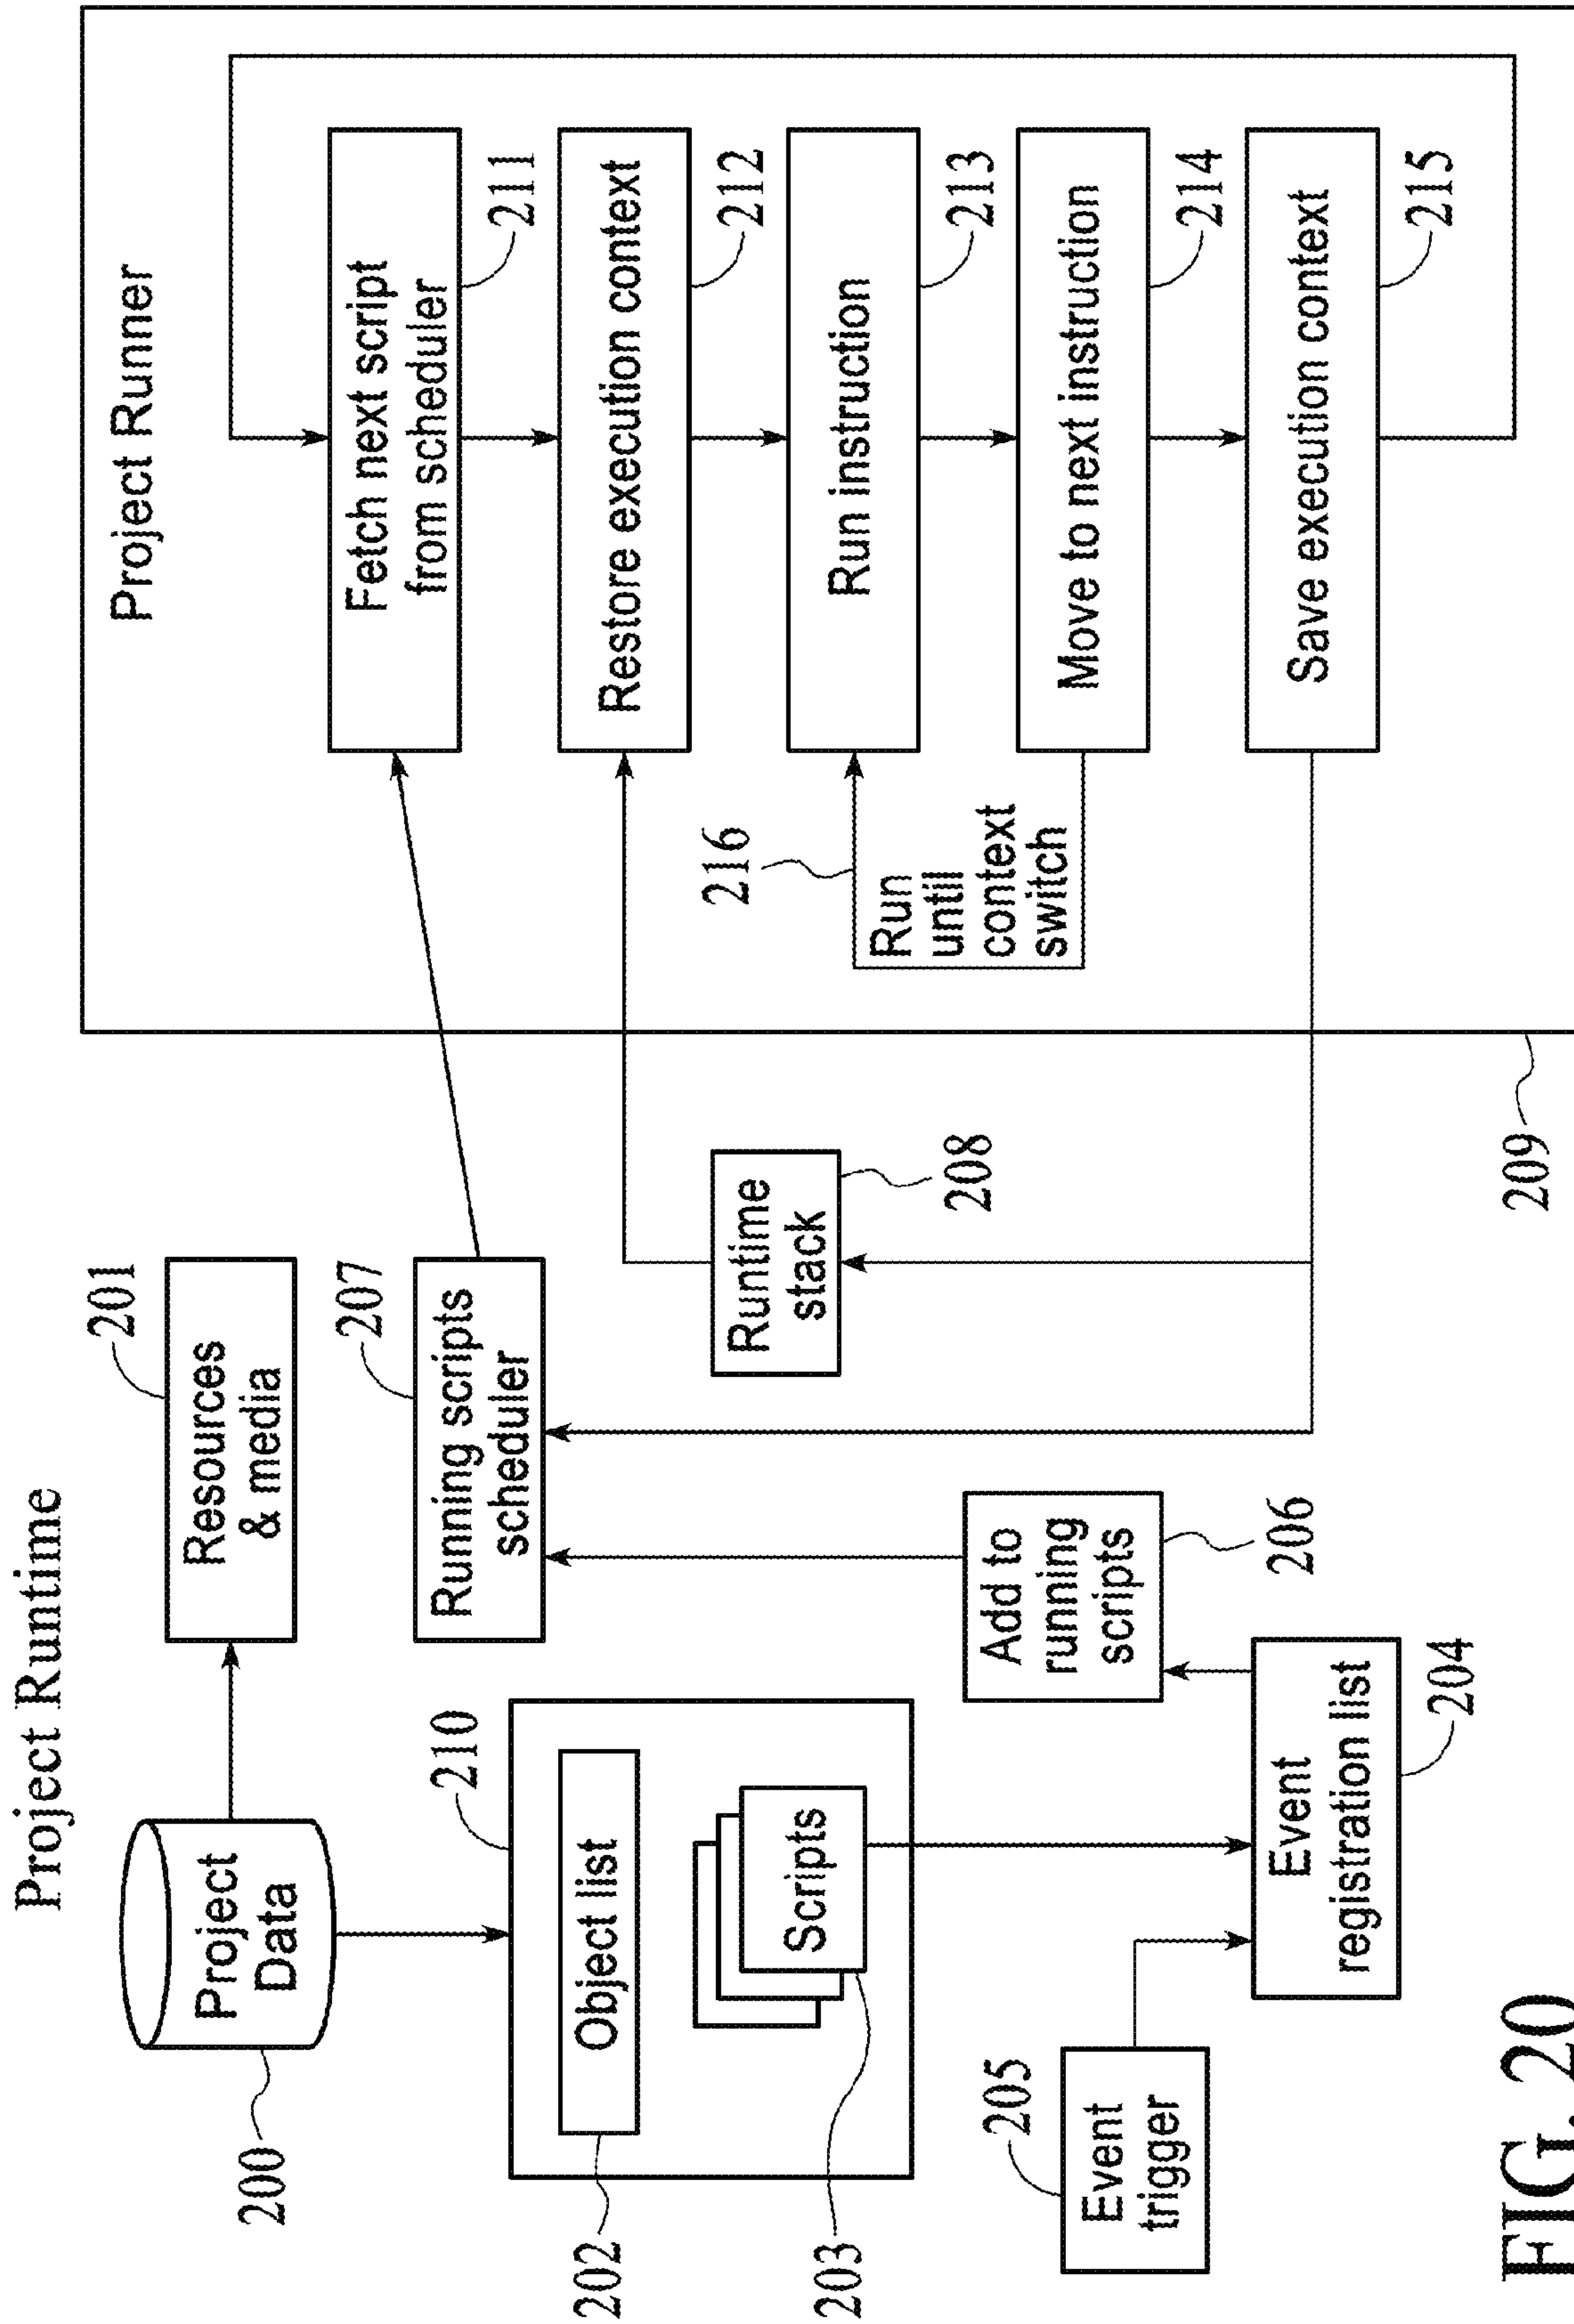 Project Runtime
Project
Data
200
Resources
& media
201
210
Object list
202
Scripts
203
Event
trigger
205
Event
registration list
204
Add to
running
scripts
206
Running scripts
scheduler
207
Runtime
stack
208
209
Project Runner
Fetch next script
from scheduler
211
Restore execution context
212
Run instruction
213
216
Run
until
context
switch
Move to next instruction
214
Save execution context
215
FIG. 20